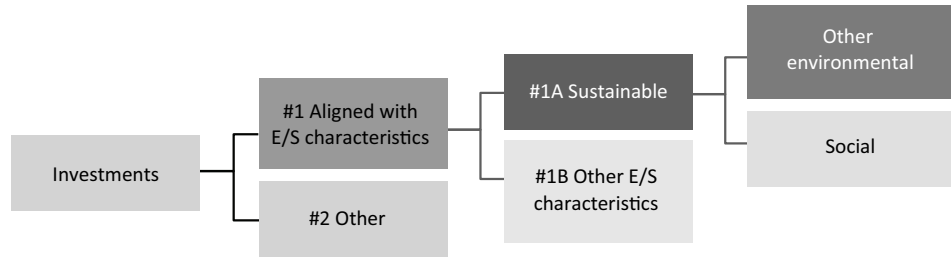 Investments
#1 Aligned with
E/S characteristics
#2 Other
#1A Sustainable
#1B Other E/S
characteristics
Other
environmental
Social